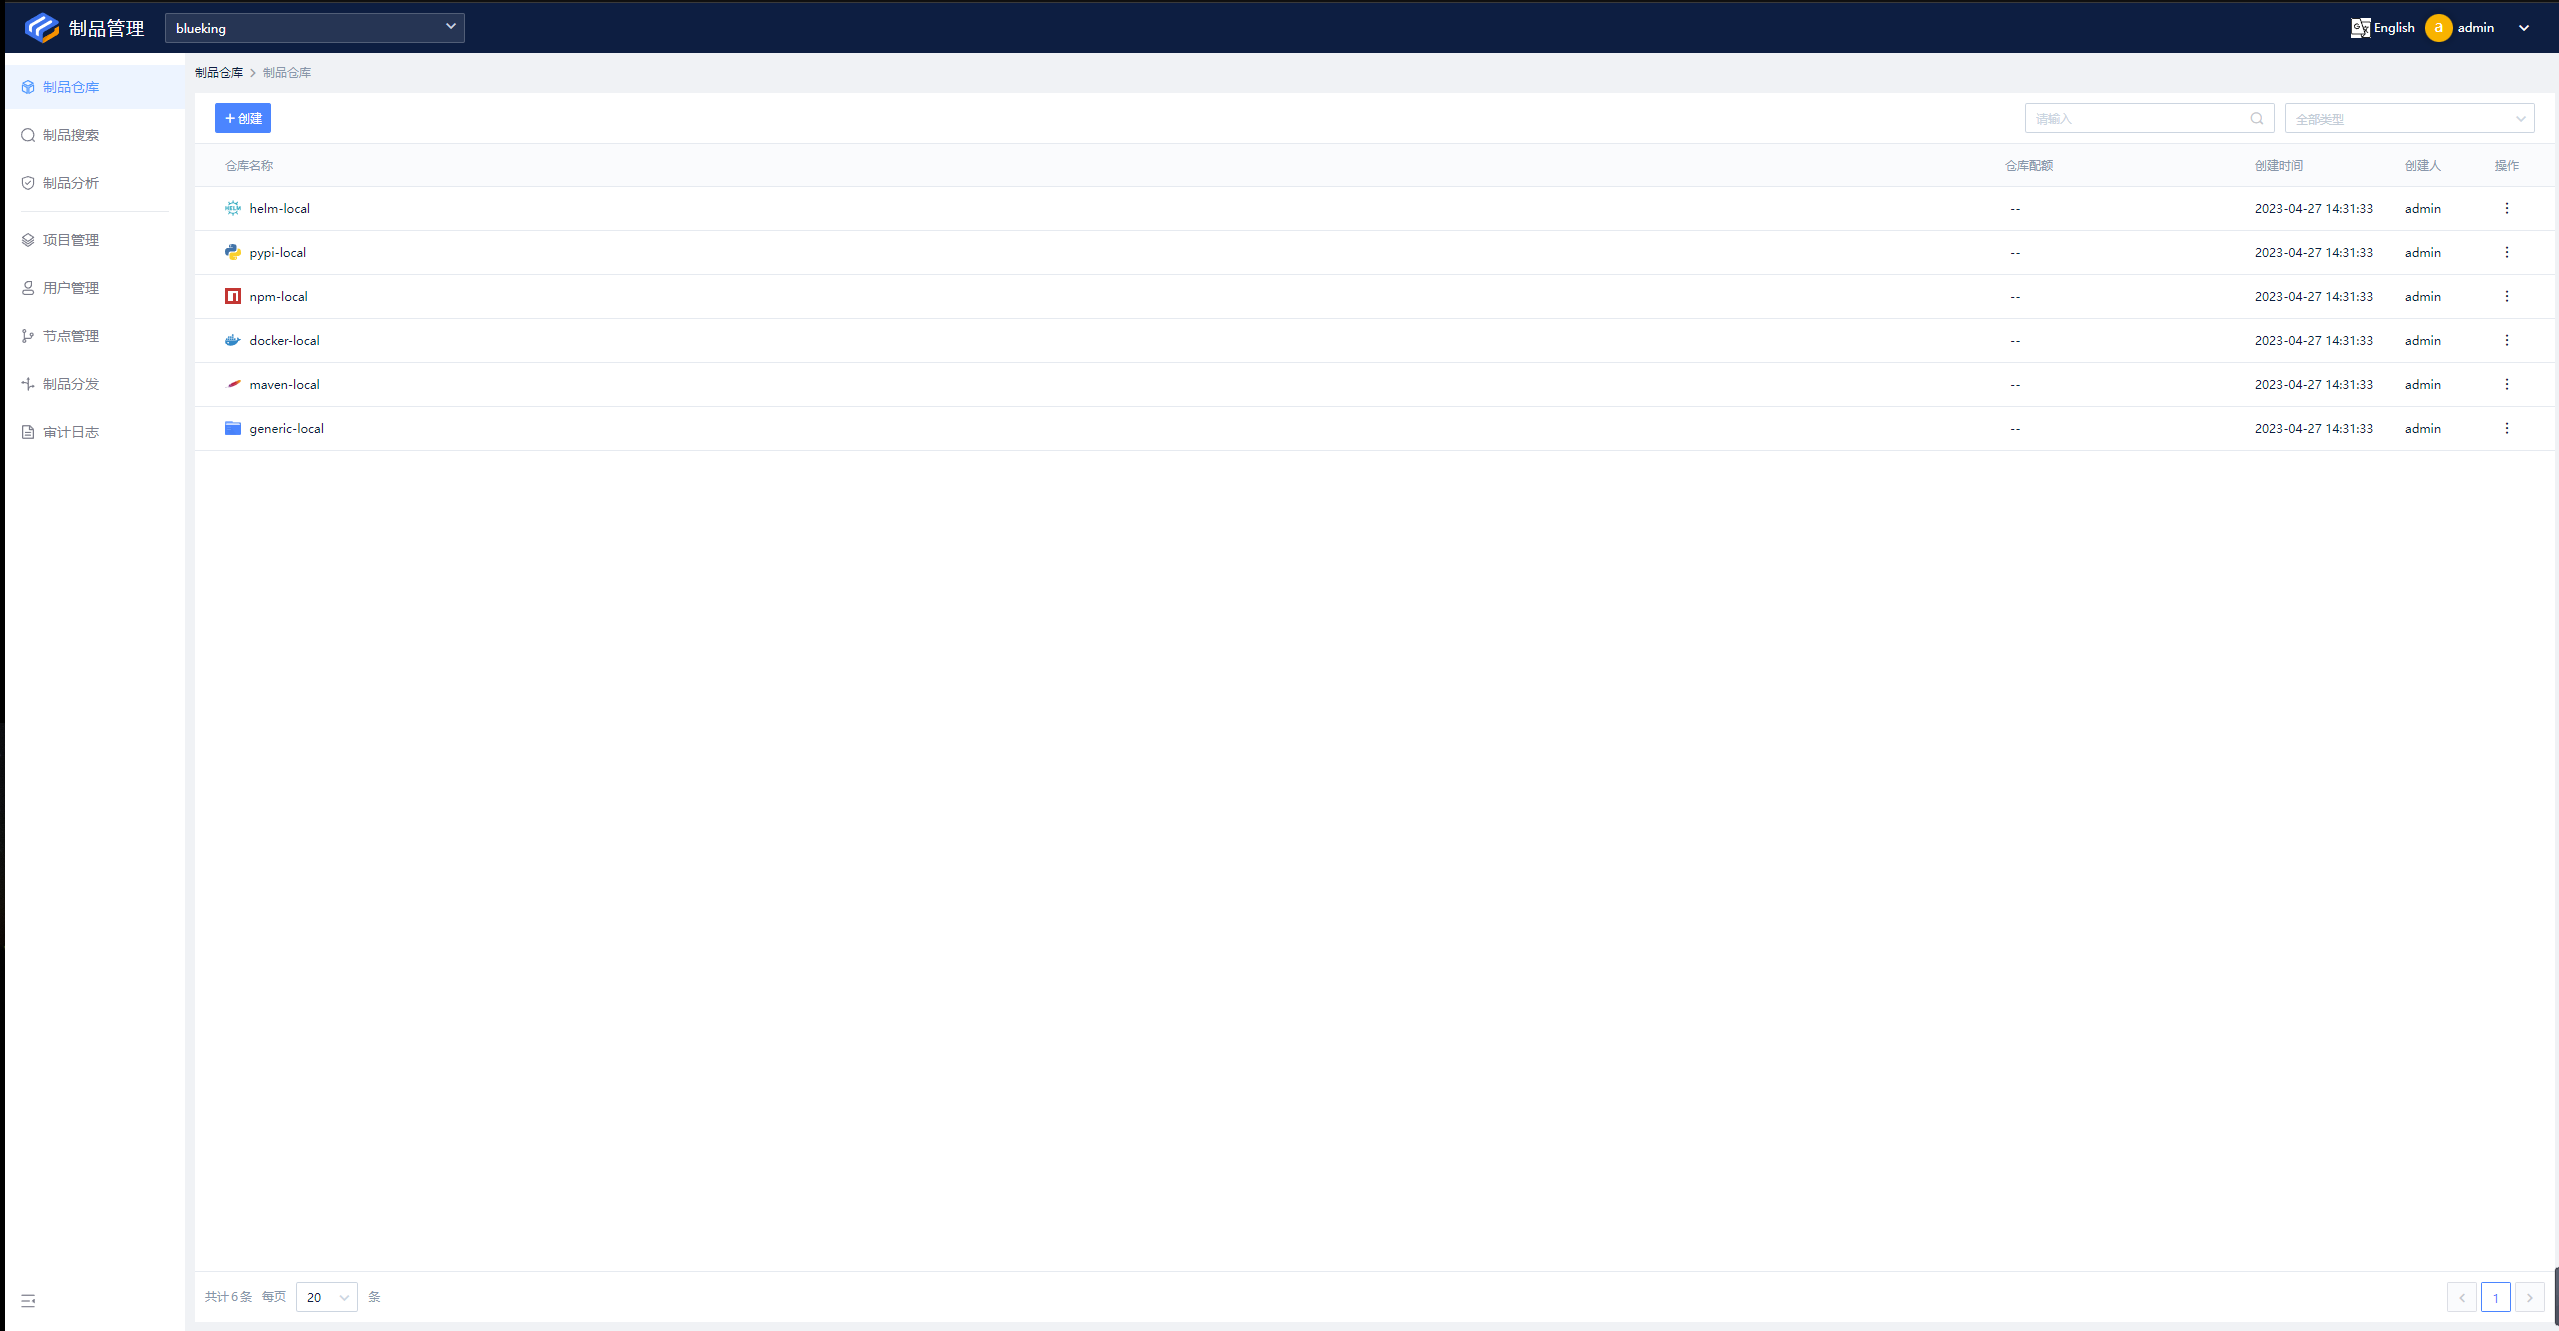 制品管理 blueking English a admin
制品仓库
制品搜索
制品分析
项目管理
用户管理
节点管理
制品分发
审计日志
制品仓库 > 制品仓库
+ 创建 请输入 全部类型
仓库名称 仓库配额 创建时间 创建人 操作
HELM helm-local -- 2023-04-27 14:31:33 admin
pypi-local -- 2023-04-27 14:31:33 admin
npm-local -- 2023-04-27 14:31:33 admin
docker-local -- 2023-04-27 14:31:33 admin
maven-local -- 2023-04-27 14:31:33 admin
generic-local -- 2023-04-27 14:31:33 admin
共计6条 每页 20 条 < 1 >